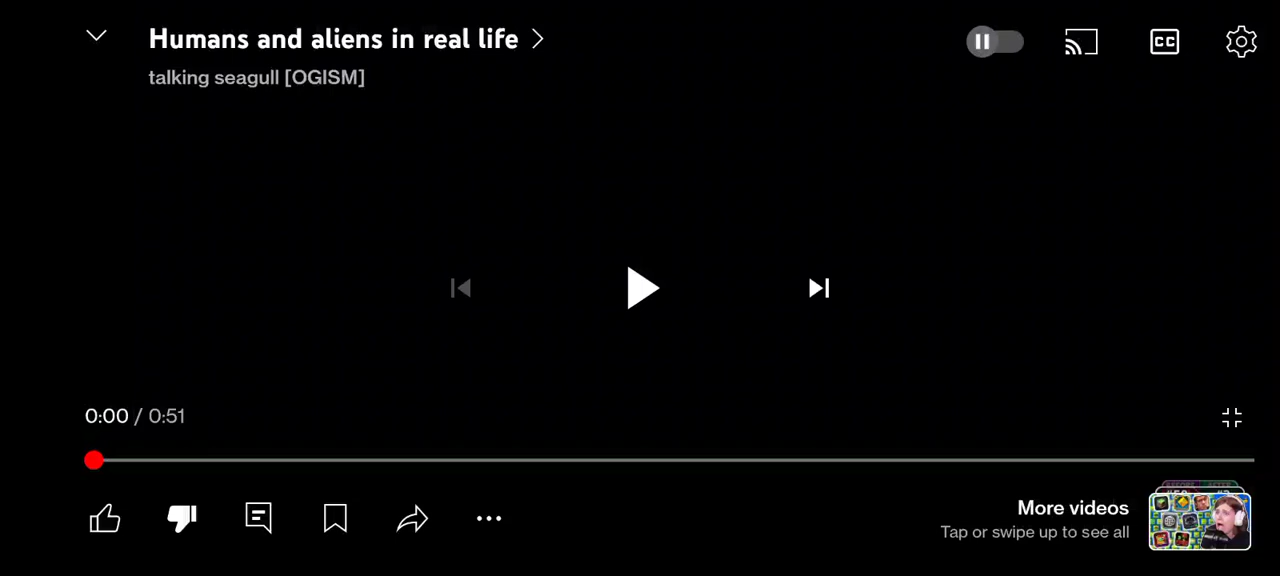 Humans and aliens in real life
talking seagull [OGISM]
CC
0:00 / 0:51
More videos
Tap or swipe up to see all